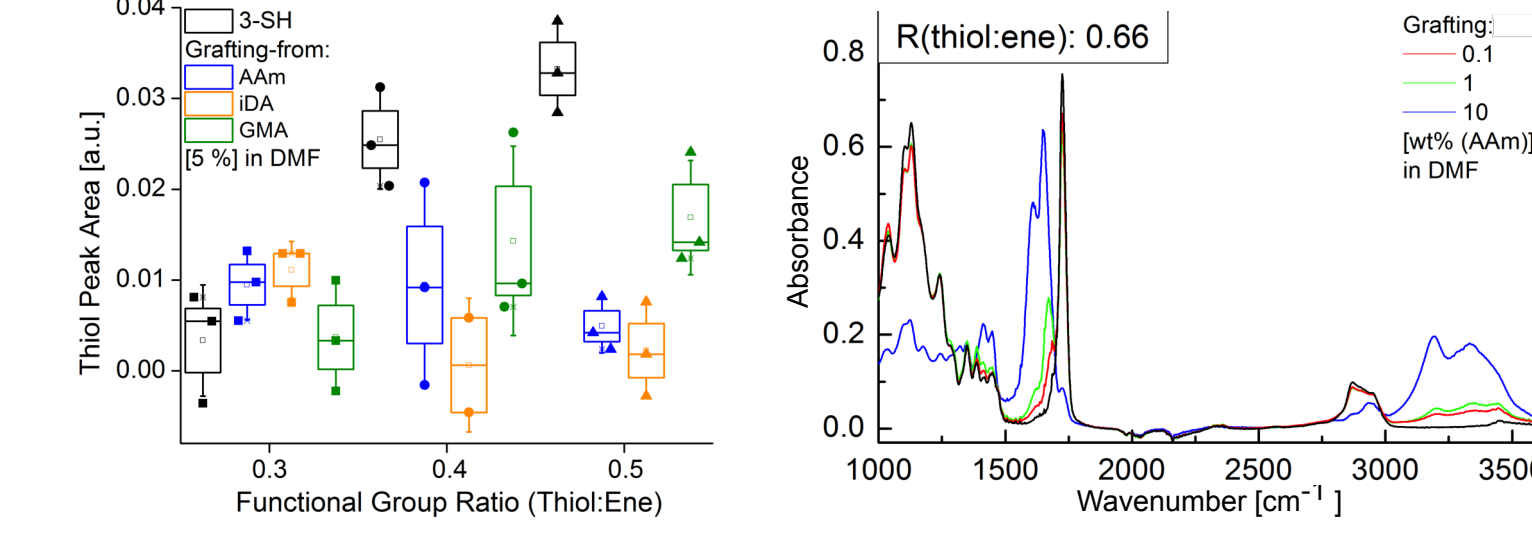 0.04
0.03
0.02
0.01
0.00
Thiol Peak Area [a.u.]
3-SH
Grafting-from:
AAm
iDA
GMA
[5 %] in DMF
0.3 0.4 0.5
Functional Group Ratio (Thiol:Ene)
R(thiol:ene): 0.66
0.8
0.6
0.4
0.2
0.0
Absorbance
Grafting:
0.1
1
10
[wt% (AAm)]
in DMF
1000 1500 2000 2500 3000
Wavenumber [cm⁻¹ ]